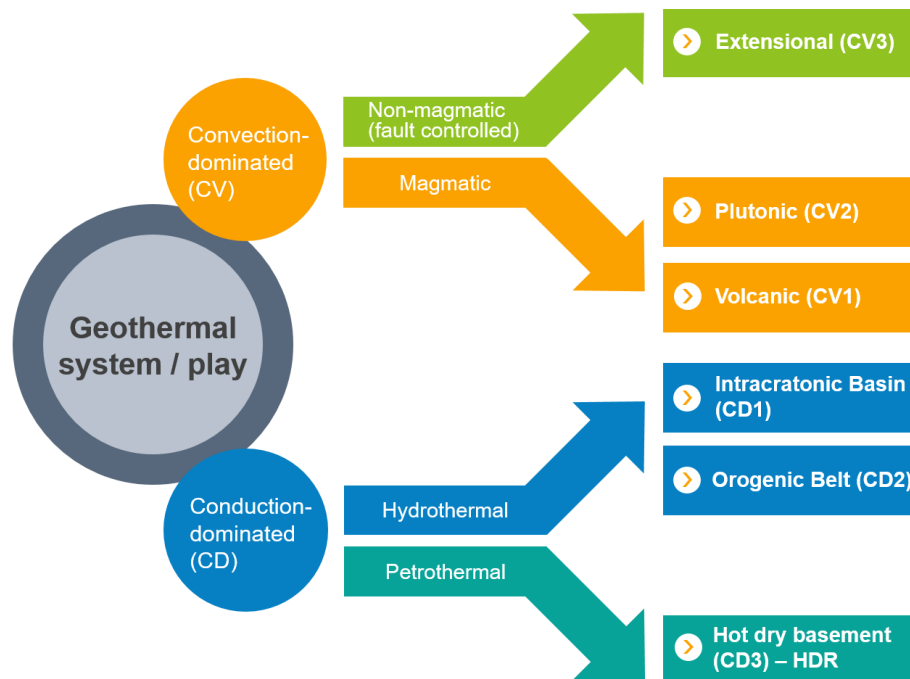 Geothermal
system / play
Convection-
dominated
(CV)
Non-magmatic
(fault controlled)
Magmatic
Extensional (CV3)
Plutonic (CV2)
Volcanic (CV1)
Conduction-
dominated
(CD)
Hydrothermal
Petrothermal
Intracratonic Basin
(CD1)
Orogenic Belt (CD2)
Hot dry basement
(CD3) – HDR